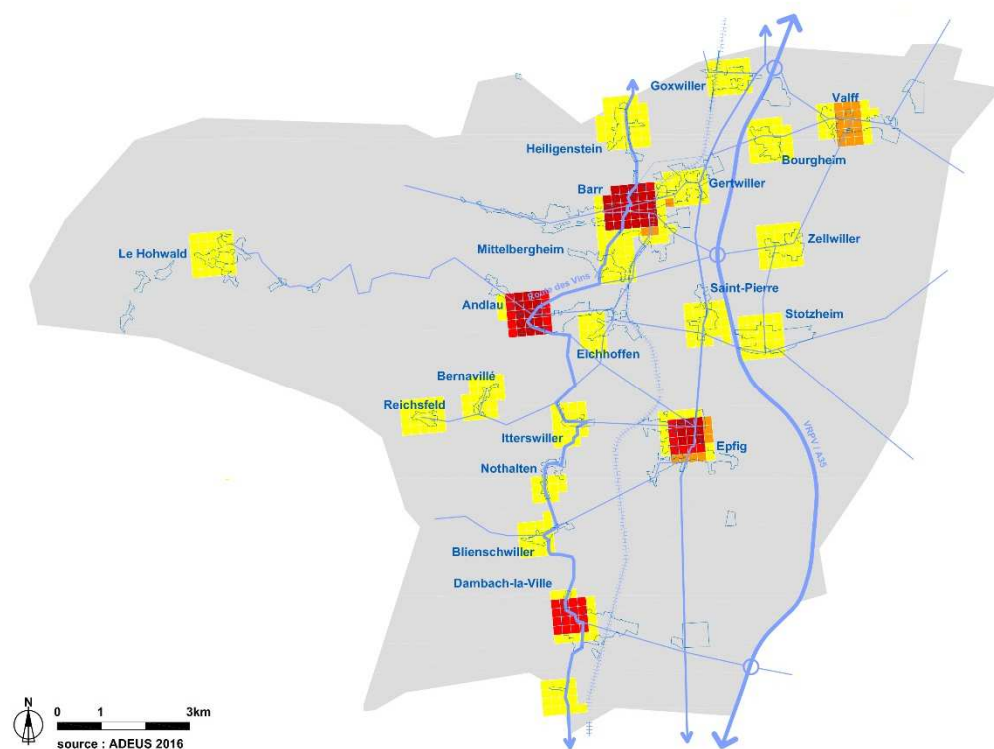 Goxwiller
Valff
Heiligenstein
Bourgheim
Barr
Gertwiller
Mittelbergheim
Zellwiller
Le Hohwald
Route des Vins
Saint-Pierre
Andlau
Stotzheim
Eichhoffen
Bernavillé
Reichsfeld
VRPV / A35
Itterswiller
Epfig
Nothalten
Blienschwiller
Dambach-la-Ville
N
0 1 3km
source : ADEUS 2016